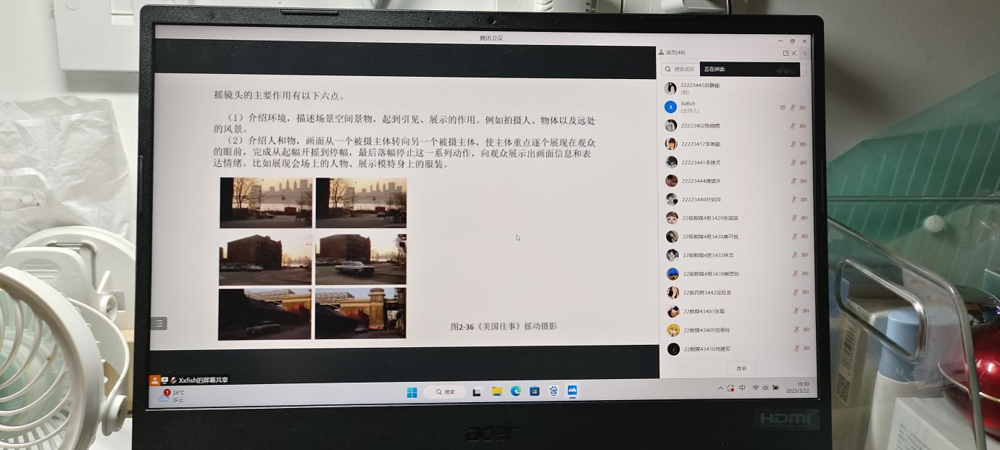 腾讯会议
成员(48)
搜索成员
正在讲话:
摇镜头的主要作用有以下六点。
（1）介绍环境，描述场景空间景物，起到引见、展示的作用。例如拍摄人、物体以及远处
的风景。
（2）介绍人和物，画面从一个被摄主体转向另一个被摄主体，使主体重点逐个展现在观众
的眼前，完成从起幅开摇到停幅，最后落幅停止这一系列动作，向观众展示出画面信息和表
达情绪。比如展现会场上的人物、展示模特身上的服装。
图2-36《美国往事》摇动摄影
22223445苏静颖
(我)
X
Xxfish
(主持人)
22223402陈晓煜
22223417李琳颖
22223441李捷灵
22223444傅望洋
22223446叶如萍
22级数媒4班3429张琪琪
22级数媒4班3430康可悦
22级数媒4班3432林奕
22级数媒4班3439谢思怡
22级四班3442应旺龙
22数媒43401张磊
22数媒43409刘栗玲
22数媒43410肖建军
改名
Xxfish的屏幕共享
1
26°C
多云
搜索
中
19:30
2023/3/22
acer
HDMI